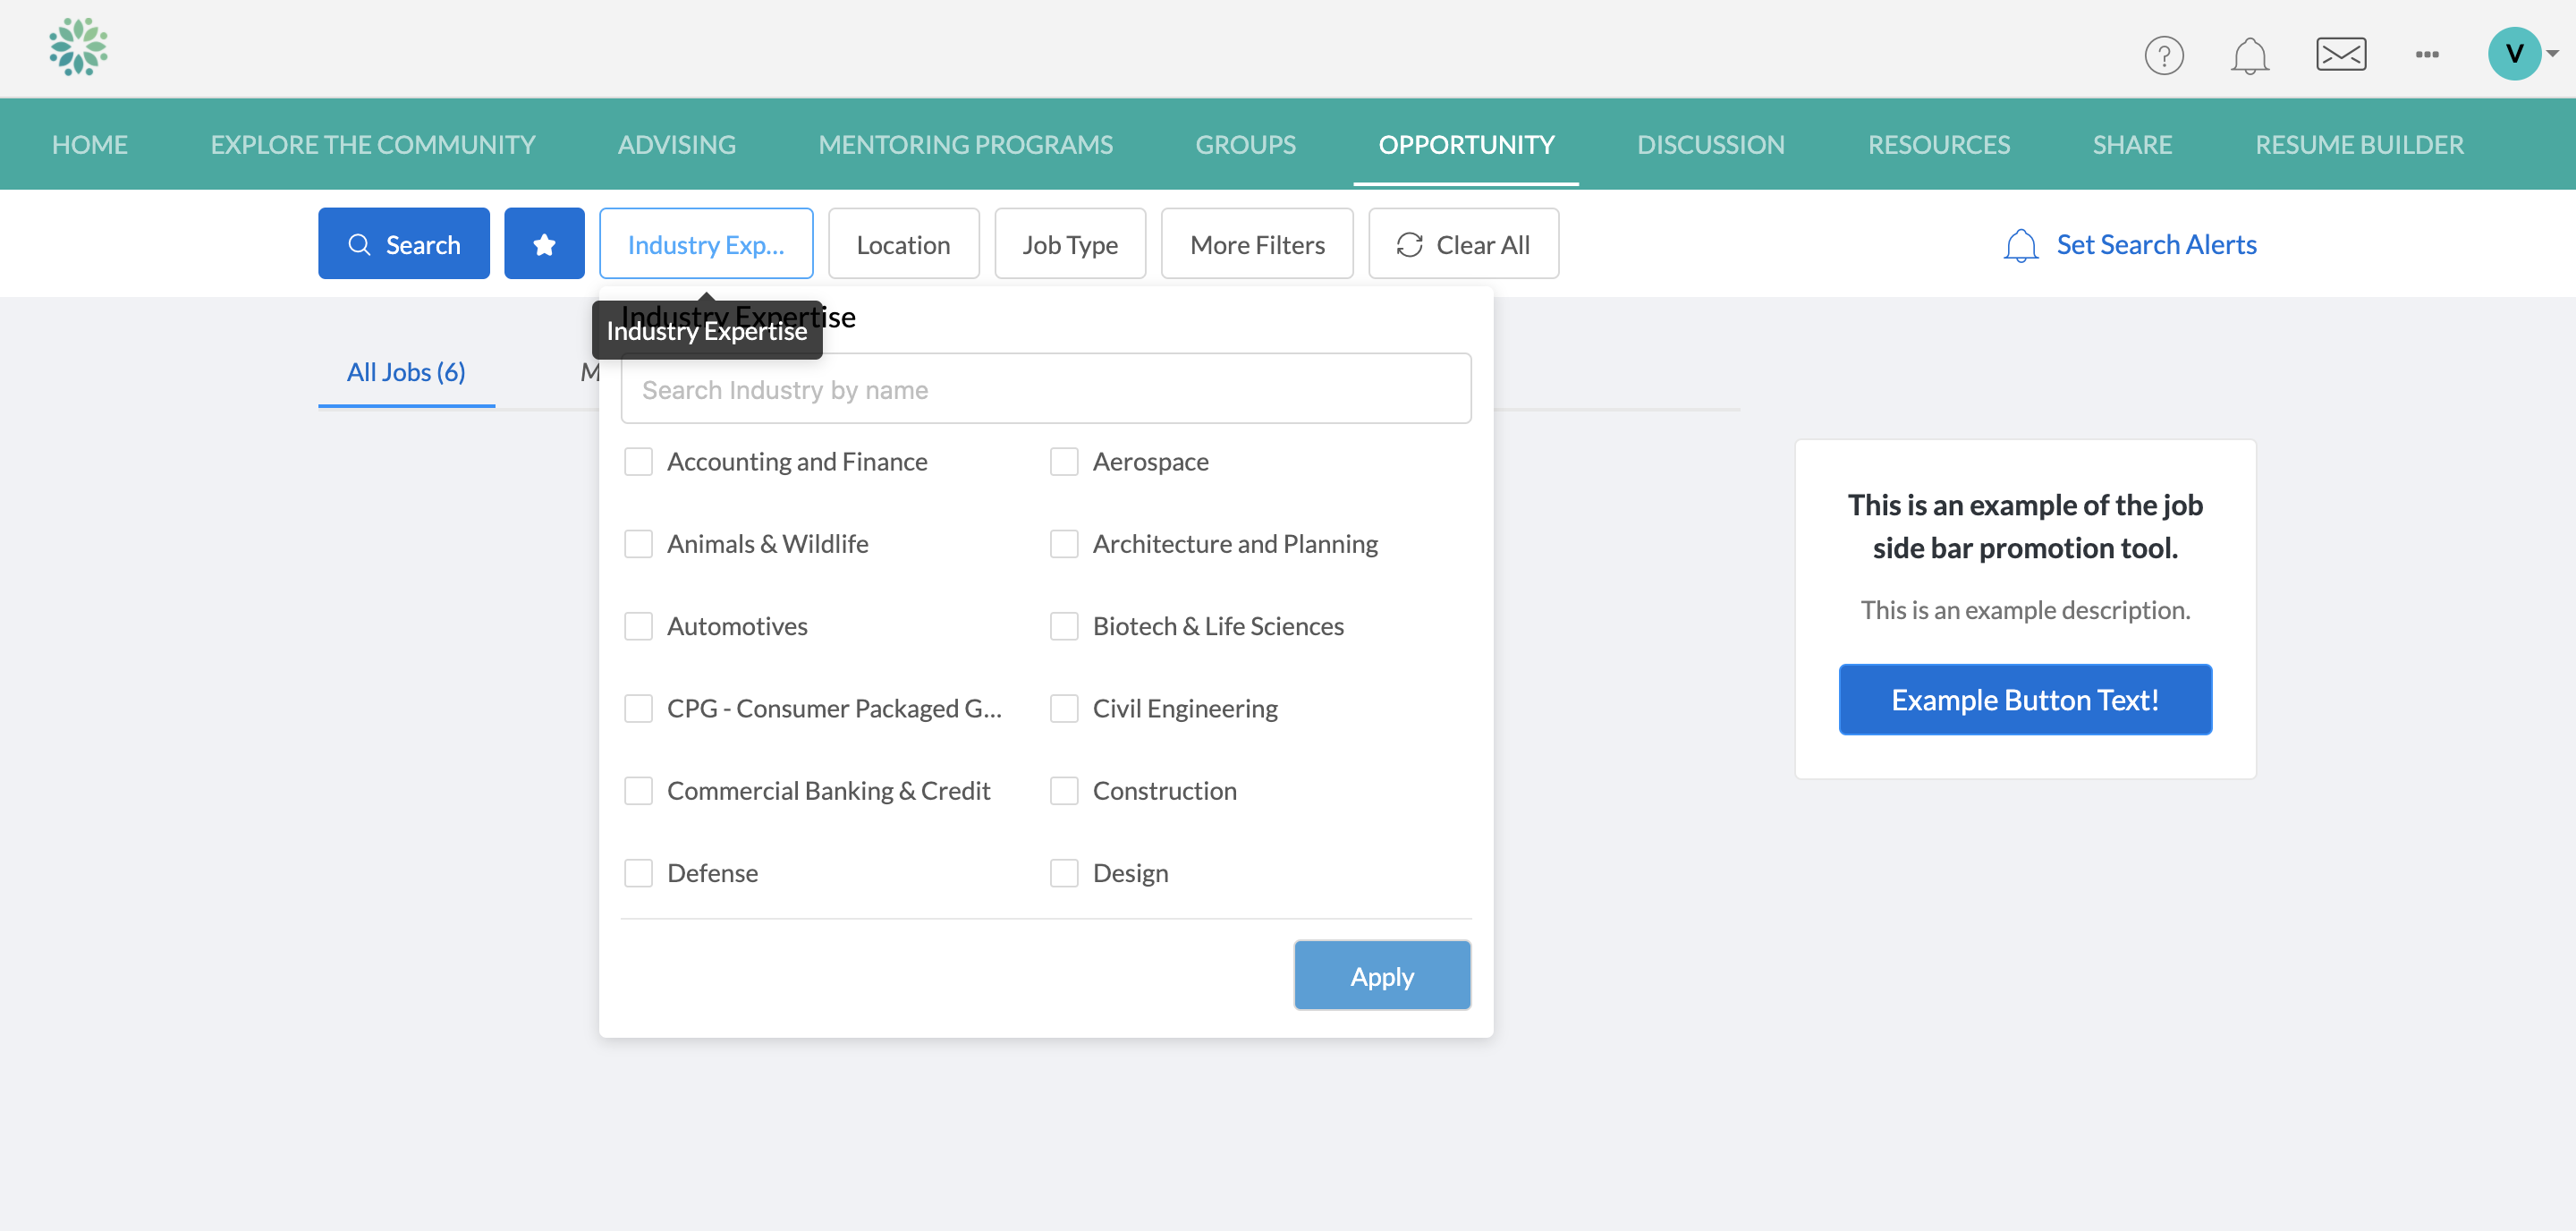 V
HOME EXPLORE THE COMMUNITY ADVISING MENTORING PROGRAMS GROUPS OPPORTUNITY DISCUSSION RESOURCES SHARE RESUME BUILDER
Search Industry Exp... Location Job Type More Filters Clear All Set Search Alerts
Industry Expertise
Industry Expertise
All Jobs (6) M
Search Industry by name
Accounting and Finance Aerospace
Animals & Wildlife Architecture and Planning
Automotives Biotech & Life Sciences
CPG - Consumer Packaged G... Civil Engineering
Commercial Banking & Credit Construction
Defense Design
Apply
This is an example of the job
side bar promotion tool.
This is an example description.
Example Button Text!